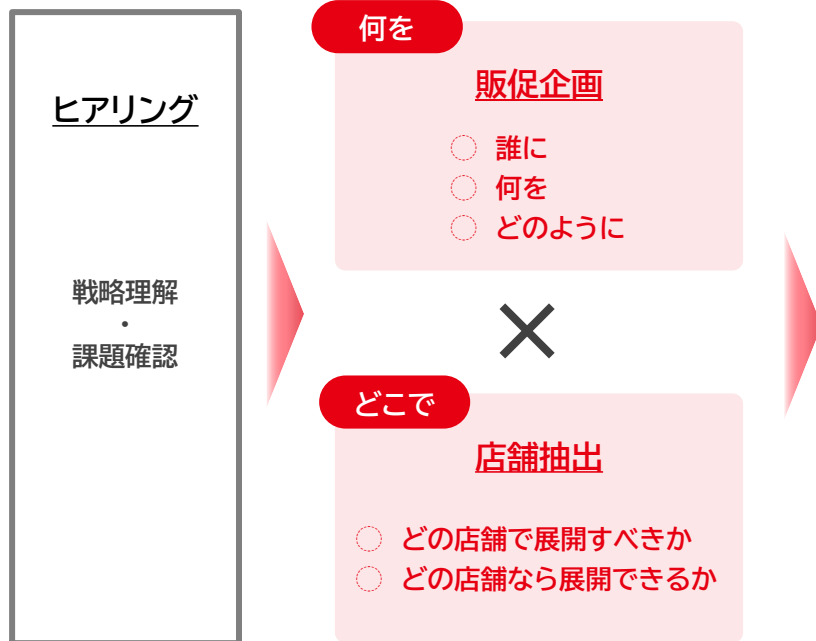 ヒアリング
戦略理解
・
課題確認
何を
販促企画
◌ 誰に
◌ 何を
◌ どのように
×
どこで
店舗抽出
◌ どの店舗で展開すべきか
◌ どの店舗なら展開できるか